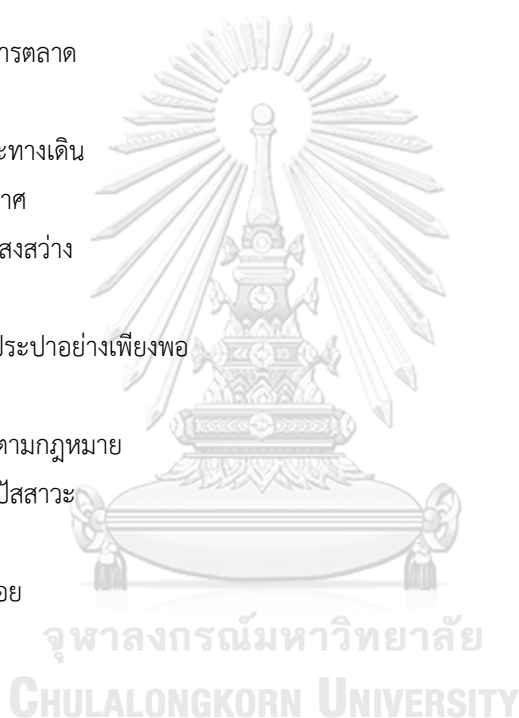 ารตลาด
ะทางเดิน
าศ
สงสว่าง
ประปาอย่างเพียงพอ
ตามกฎหมาย
ปัสสาวะ
อย
จุฬาลงกรณ์มหาวิทยาลัย
CHULALONGKORN UNIVERSITY